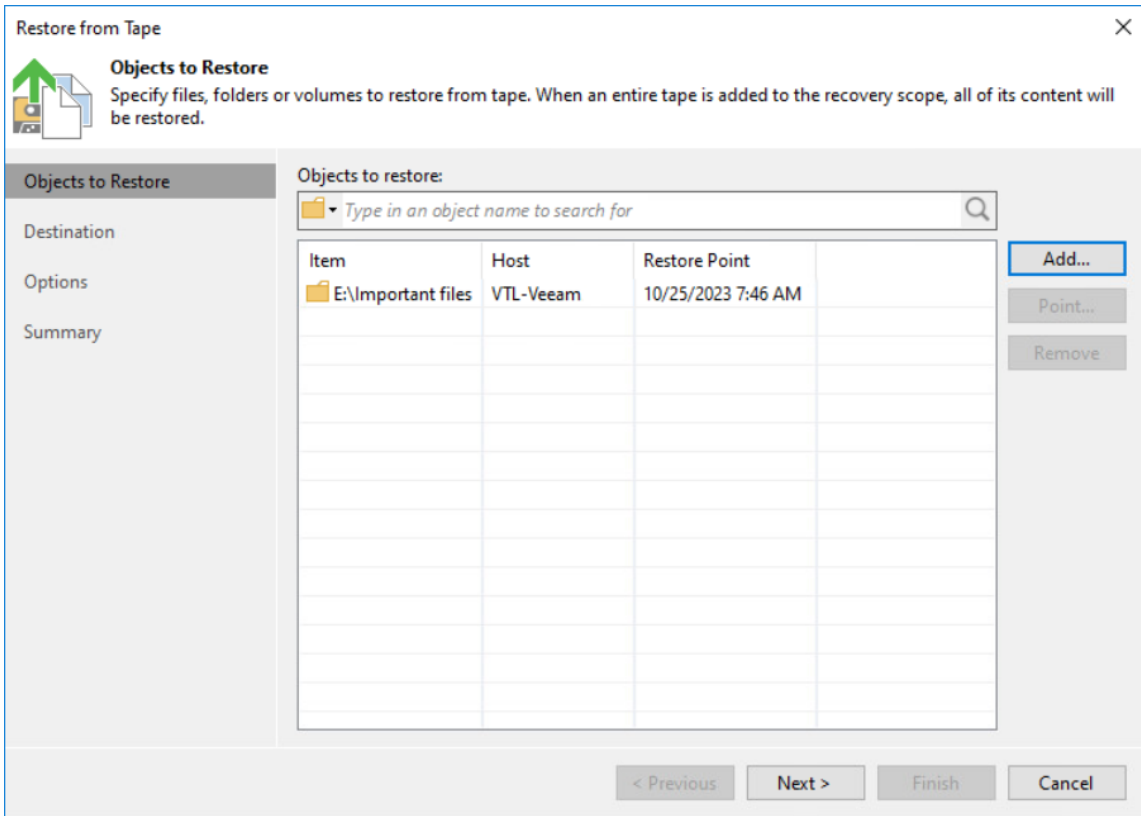 Restore from Tape
Objects to Restore
Specify files, folders or volumes to restore from tape. When an entire tape is added to the recovery scope, all of its content will
be restored.
Objects to Restore
Destination
Options
Summary
Objects to restore:
Type in an object name to search for
Item Host Restore Point
E:\Important files VTL-Veeam 10/25/2023 7:46 AM
Add...
Point...
Remove
< Previous Next > Finish Cancel